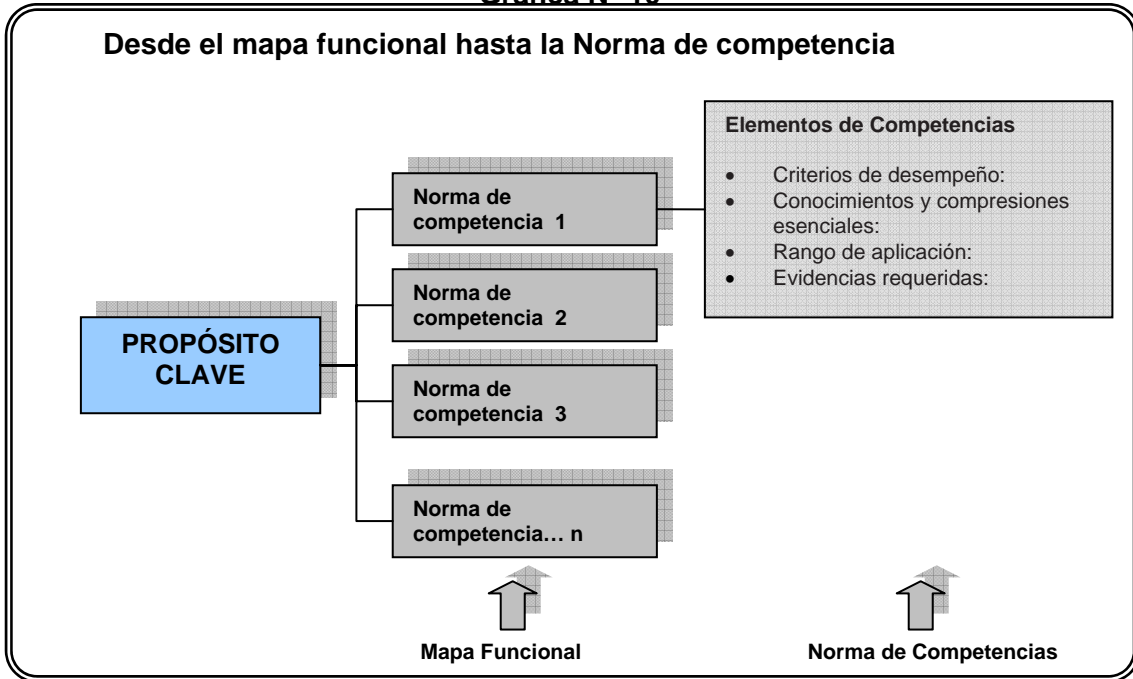 Desde el mapa funcional hasta la Norma de competencia
Elementos de Competencias
• Criterios de desempeño:
• Conocimientos y compresiones
esenciales:
• Rango de aplicación:
• Evidencias requeridas:
Norma de
competencia 1
Norma de
competencia 2
PROPÓSITO
CLAVE
Norma de
competencia 3
Norma de
competencia... n
Mapa Funcional
Norma de Competencias